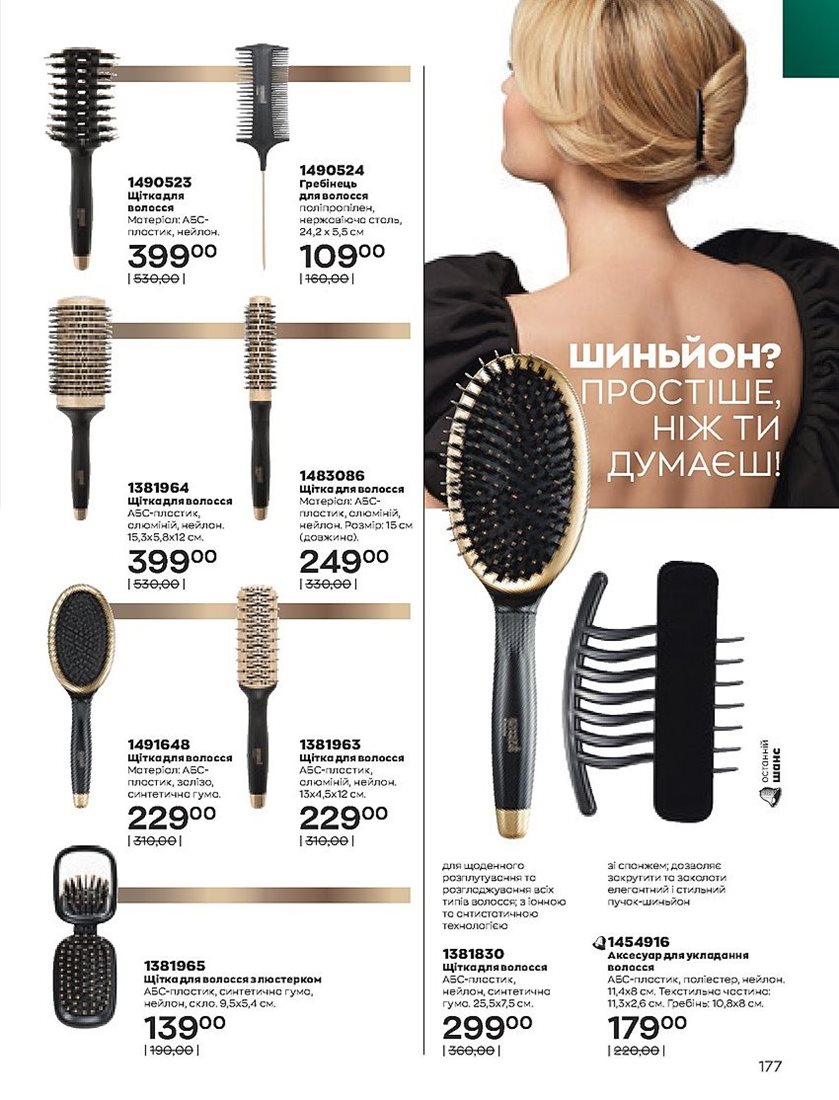 1490523
Щітка для
волосся
Матеріал: АБС-
пластик, нейлон.
399⁰⁰
|530,00|
1490524
Гребінець
для волосся
поліпропілен,
нержавіюча сталь,
24,2 x 5,5 см
109⁰⁰
|160,00|
1381964
Щітка для волосся
АБС-пластик,
алюміній, нейлон.
15,3x5,8x12 см.
399⁰⁰
|530,00|
1483086
Щітка для волосся
Матеріал: АБС-
пластик, алюміній,
нейлон. Розмір: 15 см
(довжина).
249⁰⁰
|330,00|
1491648
Щітка для волосся
Матеріал: АБС-
пластик, залізо,
синтетична гума.
229⁰⁰
|310,00|
1381963
Щітка для волосся
АБС-пластик,
алюміній, нейлон.
13x4,5x12 см.
229⁰⁰
|310,00|
1381965
Щітка для волосся з люстерком
АБС-пластик, синтетична гума,
нейлон, скло. 9,5x5,4 см.
139⁰⁰
|190,00|
ШИНЬЙОН?
ПРОСТІШЕ,
НІЖ ТИ
ДУМАЄШ!
останній
шанс
для щоденного
розплутування та
розгладжування всіх
типів волосся; з іонною
та антистатичною
технологією
1381830
Щітка для волосся
АБС-пластик,
нейлон, синтетична
гума. 25,5x7,5 см.
299⁰⁰
|360,00|
зі спонжем; дозволяє
закрутити та заколоти
елегантний і стильний
пучок-шиньйон
1454916
Аксесуар для укладання
волосся
АБС-пластик, поліестер, нейлон.
11,4x8 см. Текстильна частина:
11,3x2,6 см. Гребінь: 10,8x8 см.
179⁰⁰
|220,00|
177